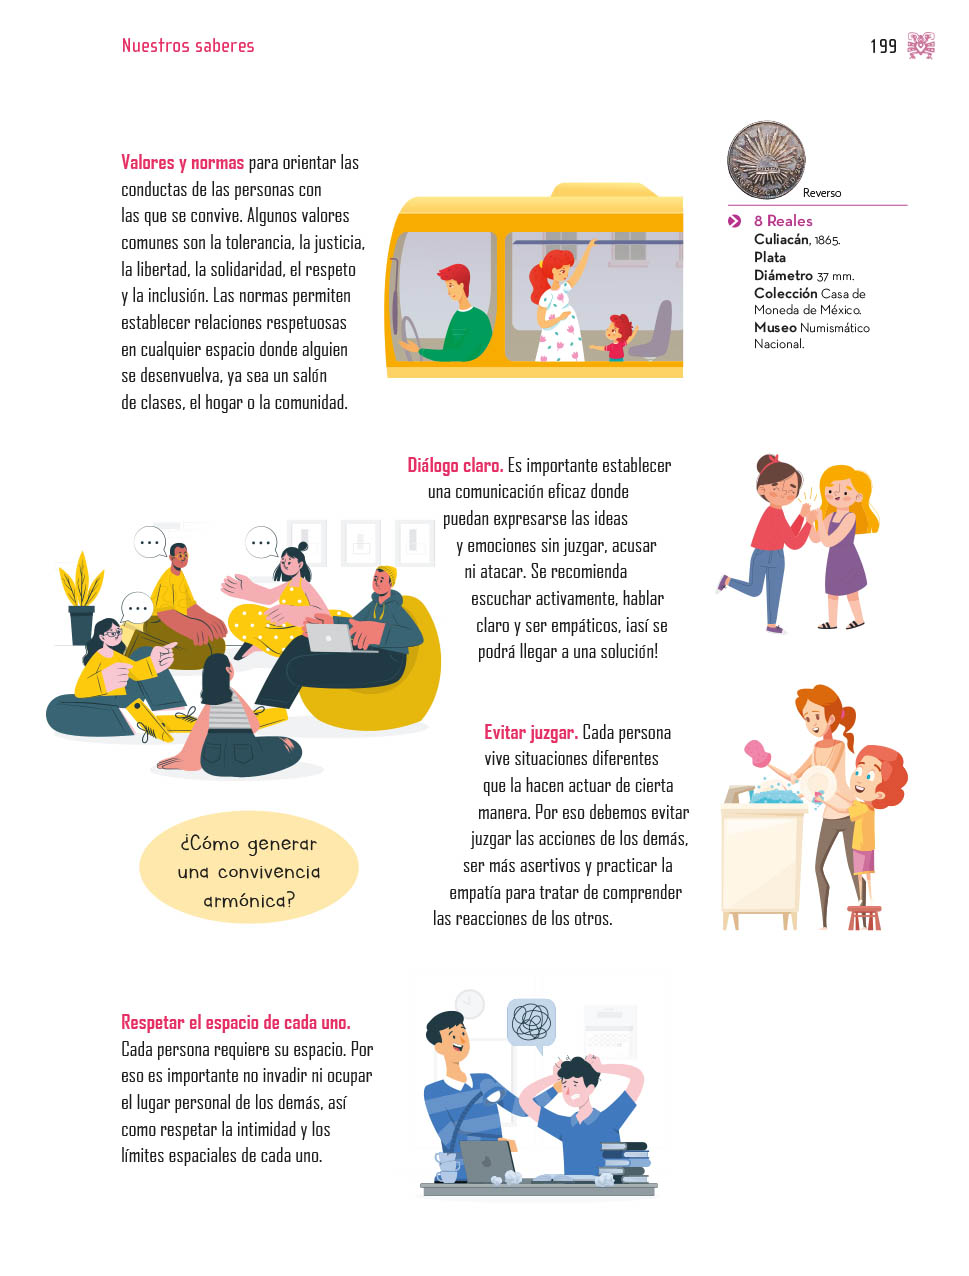 Nuestros saberes
199
Valores y normas para orientar las
conductas de las personas con
las que se convive. Algunos valores
comunes son la tolerancia, la justicia,
la libertad, la solidaridad, el respeto
y la inclusión. Las normas permiten
establecer relaciones respetuosas
en cualquier espacio donde alguien
se desenvuelva, ya sea un salón
de clases, el hogar o la comunidad.
Reverso
8 Reales
Culiacán, 1865.
Plata
Diámetro 37 mm.
Colección Casa de
Moneda de México.
Museo Numismático
Nacional.
Diálogo claro. Es importante establecer
una comunicación eficaz donde
puedan expresarse las ideas
y emociones sin juzgar, acusar
ni atacar. Se recomienda
escuchar activamente, hablar
claro y ser empáticos, ¡así se
podrá llegar a una solución!
Evitar juzgar. Cada persona
vive situaciones diferentes
que la hacen actuar de cierta
manera. Por eso debemos evitar
juzgar las acciones de los demás,
ser más asertivos y practicar la
empatía para tratar de comprender
las reacciones de los otros.
¿Cómo generar
una convivencia
armónica?
Respetar el espacio de cada uno.
Cada persona requiere su espacio. Por
eso es importante no invadir ni ocupar
el lugar personal de los demás, así
como respetar la intimidad y los
límites espaciales de cada uno.